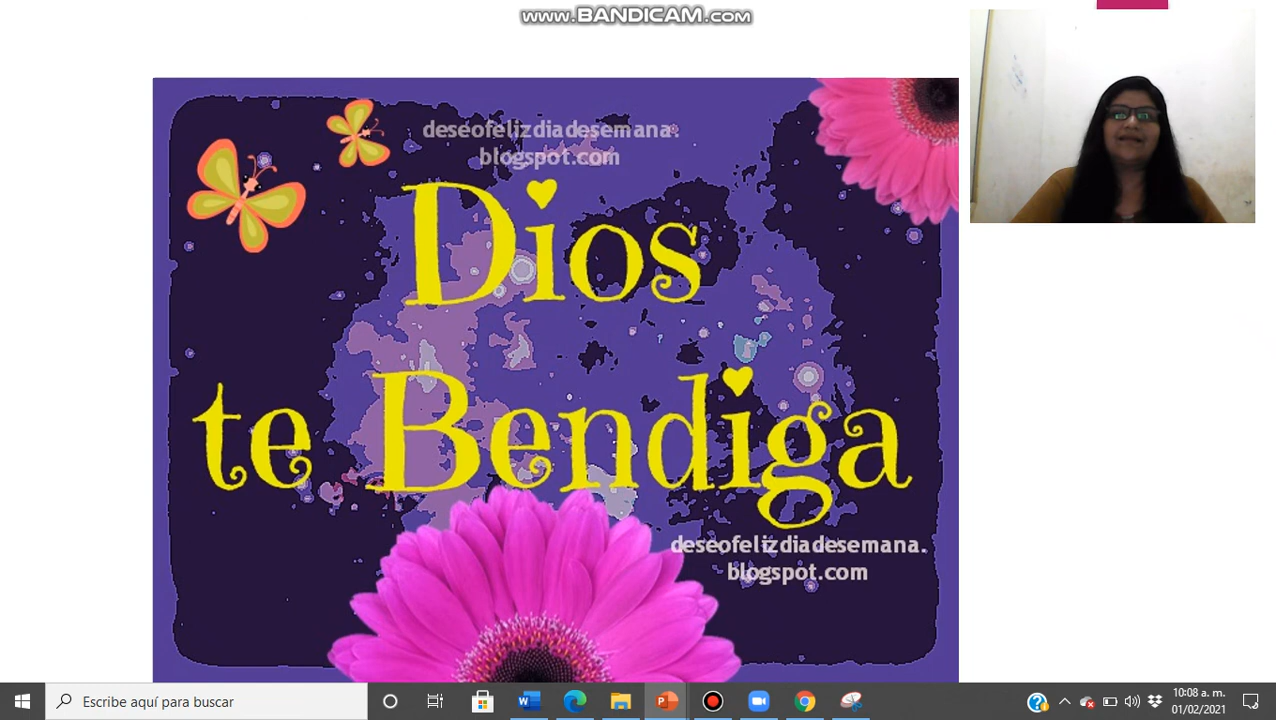 www.BANDICAM.com
deseofelizdiadesemana.
blogspot.com
Dios
te Bendiga
deseofelizdiadesemana.
blogspot.com
Escribe aquí para buscar
10:08 a. m.
01/02/2021